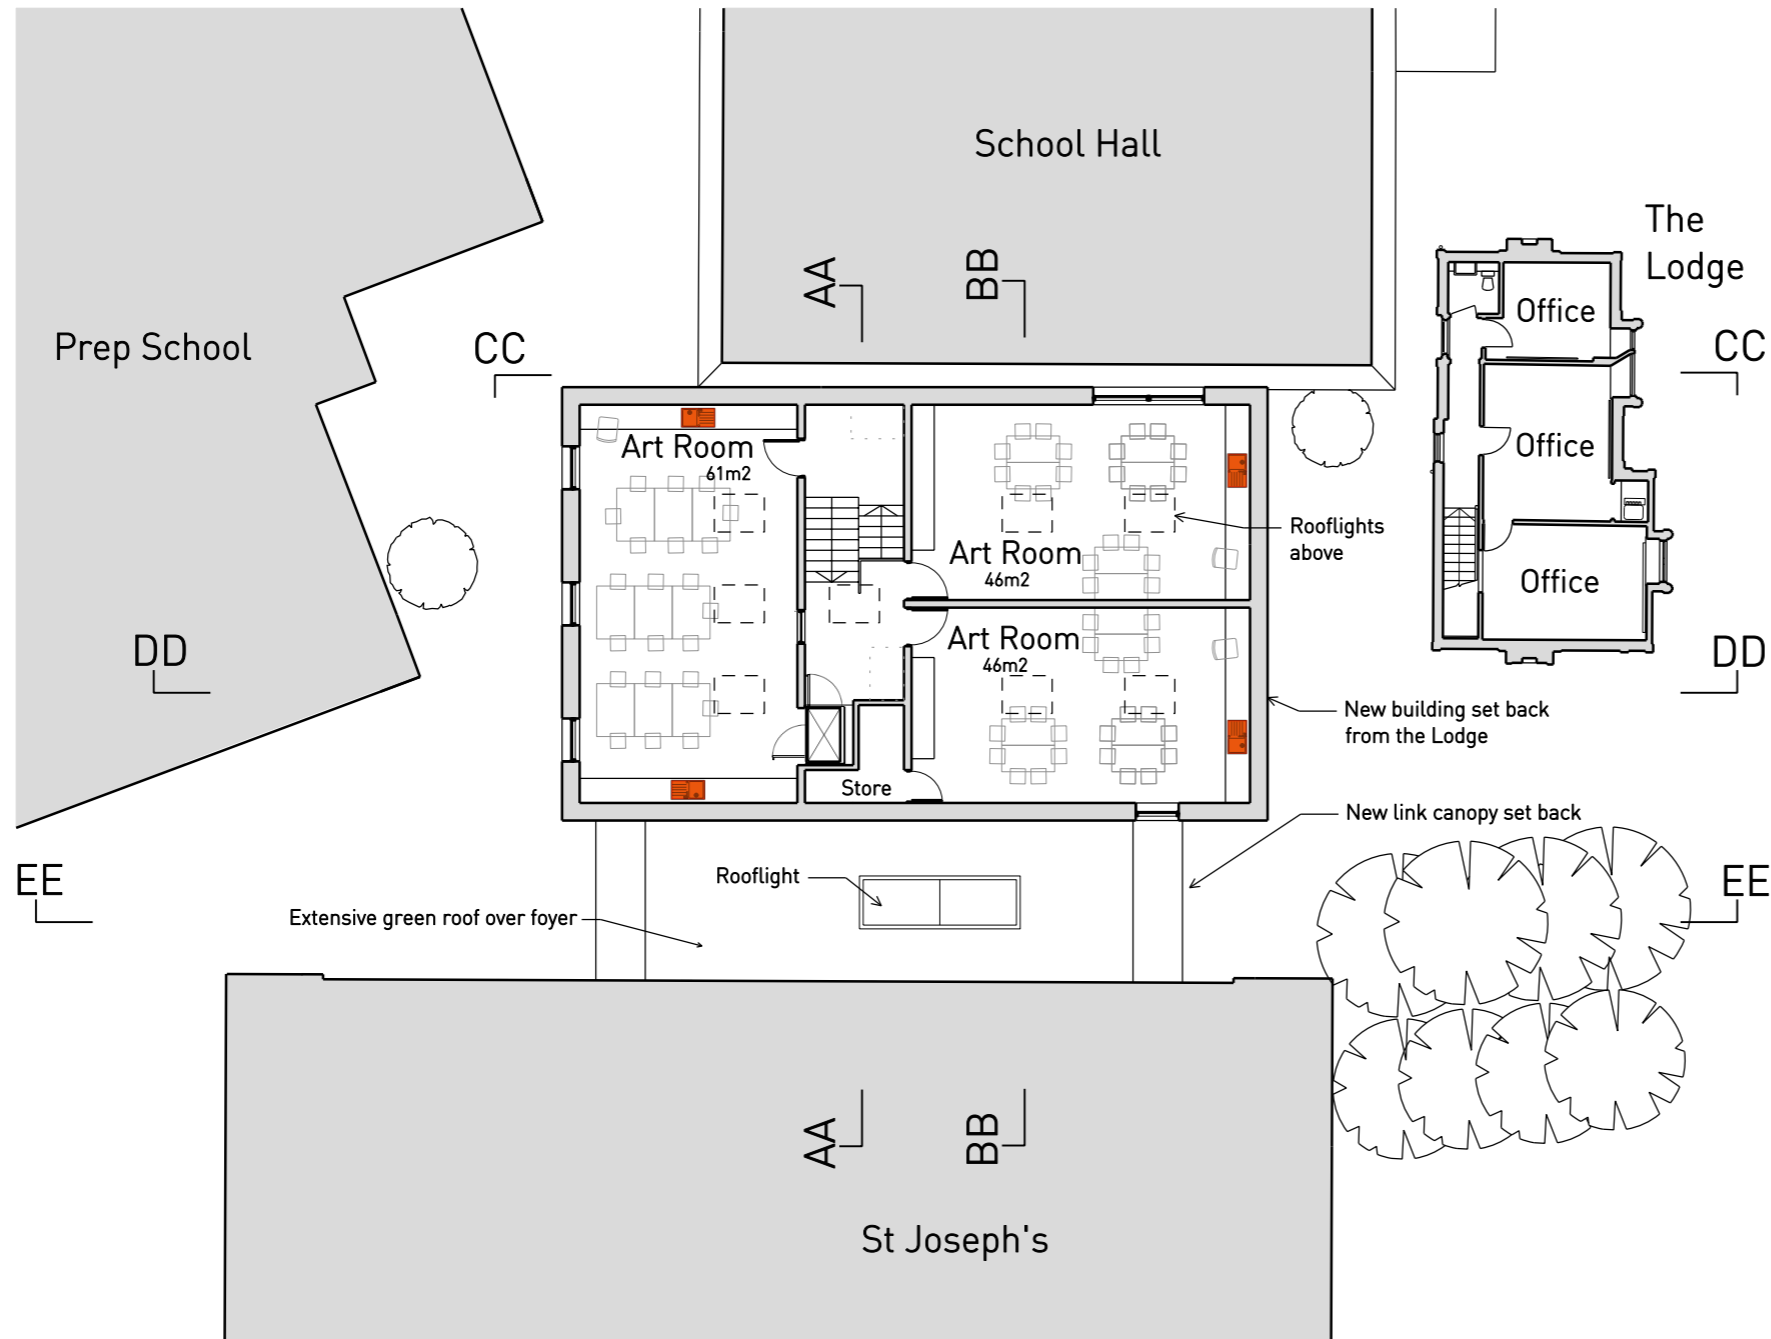 School Hall
The
Lodge
AA
BB
Office
Prep School
CC
CC
Art Room
61m2
Office
Rooflights
above
Art Room
46m2
Office
Art Room
46m2
DD
DD
New building set back
from the Lodge
Store
New link canopy set back
EE
Rooflight
EE
Extensive green roof over foyer
AA
BB
St Joseph's